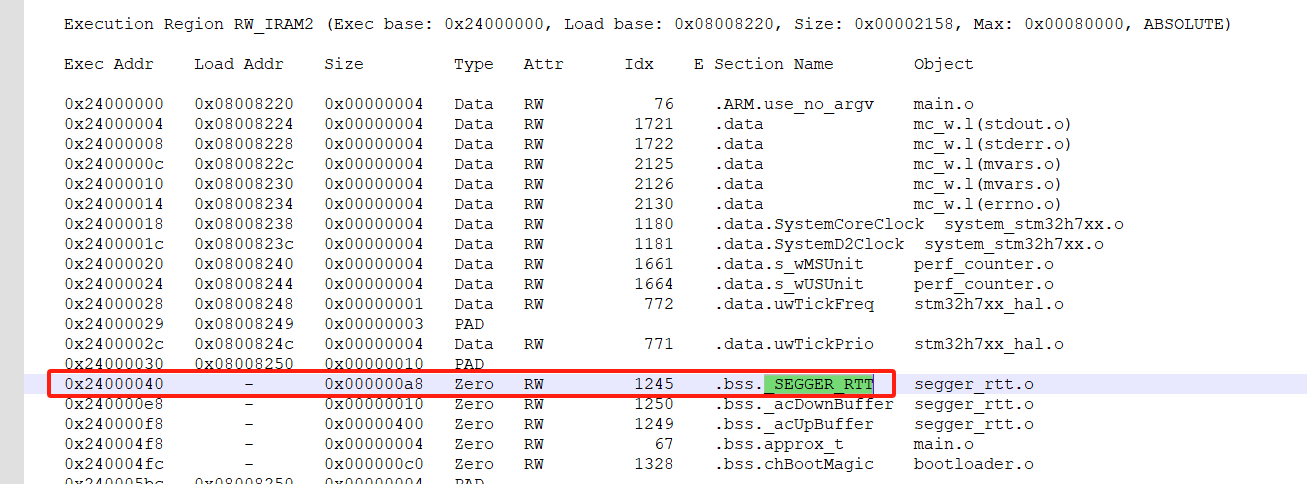 Execution Region RW_IRAM2 (Exec base: 0x24000000, Load base: 0x08008220, Size: 0x00002158, Max: 0x00080000, ABSOLUTE)
Exec Addr    Load Addr    Size         Type   Attr      Idx    E Section Name        Object
0x24000000   0x08008220   0x00000004   Data   RW           76    .ARM.use_no_argv    main.o
0x24000004   0x08008224   0x00000004   Data   RW         1721    .data               mc_w.l(stdout.o)
0x24000008   0x08008228   0x00000004   Data   RW         1722    .data               mc_w.l(stderr.o)
0x2400000c   0x0800822c   0x00000004   Data   RW         2125    .data               mc_w.l(mvars.o)
0x24000010   0x08008230   0x00000004   Data   RW         2126    .data               mc_w.l(mvars.o)
0x24000014   0x08008234   0x00000004   Data   RW         2130    .data               mc_w.l(errno.o)
0x24000018   0x08008238   0x00000004   Data   RW         1180    .data.SystemCoreClock  system_stm32h7xx.o
0x2400001c   0x0800823c   0x00000004   Data   RW         1181    .data.SystemD2Clock  system_stm32h7xx.o
0x24000020   0x08008240   0x00000004   Data   RW         1661    .data.s_wMSUnit     perf_counter.o
0x24000024   0x08008244   0x00000004   Data   RW         1664    .data.s_wUSUnit     perf_counter.o
0x24000028   0x08008248   0x00000001   Data   RW          772    .data.uwTickFreq    stm32h7xx_hal.o
0x24000029   0x08008249   0x00000003   PAD
0x2400002c   0x0800824c   0x00000004   Data   RW          771    .data.uwTickPrio    stm32h7xx_hal.o
0x24000030   0x08008250   0x00000010   PAD
0x24000040        -       0x000000a8   Zero   RW         1245    .bss._SEGGER_RTT    segger_rtt.o
0x240000e8        -       0x00000010   Zero   RW         1250    .bss._acDownBuffer  segger_rtt.o
0x240000f8        -       0x00000400   Zero   RW         1249    .bss._acUpBuffer    segger_rtt.o
0x240004f8        -       0x00000004   Zero   RW           67    .bss.approx_t       main.o
0x240004fc        -       0x000000c0   Zero   RW         1328    .bss.chBootMagic    bootloader.o
0x240005bc   0x08008250   0x00000004   PAD